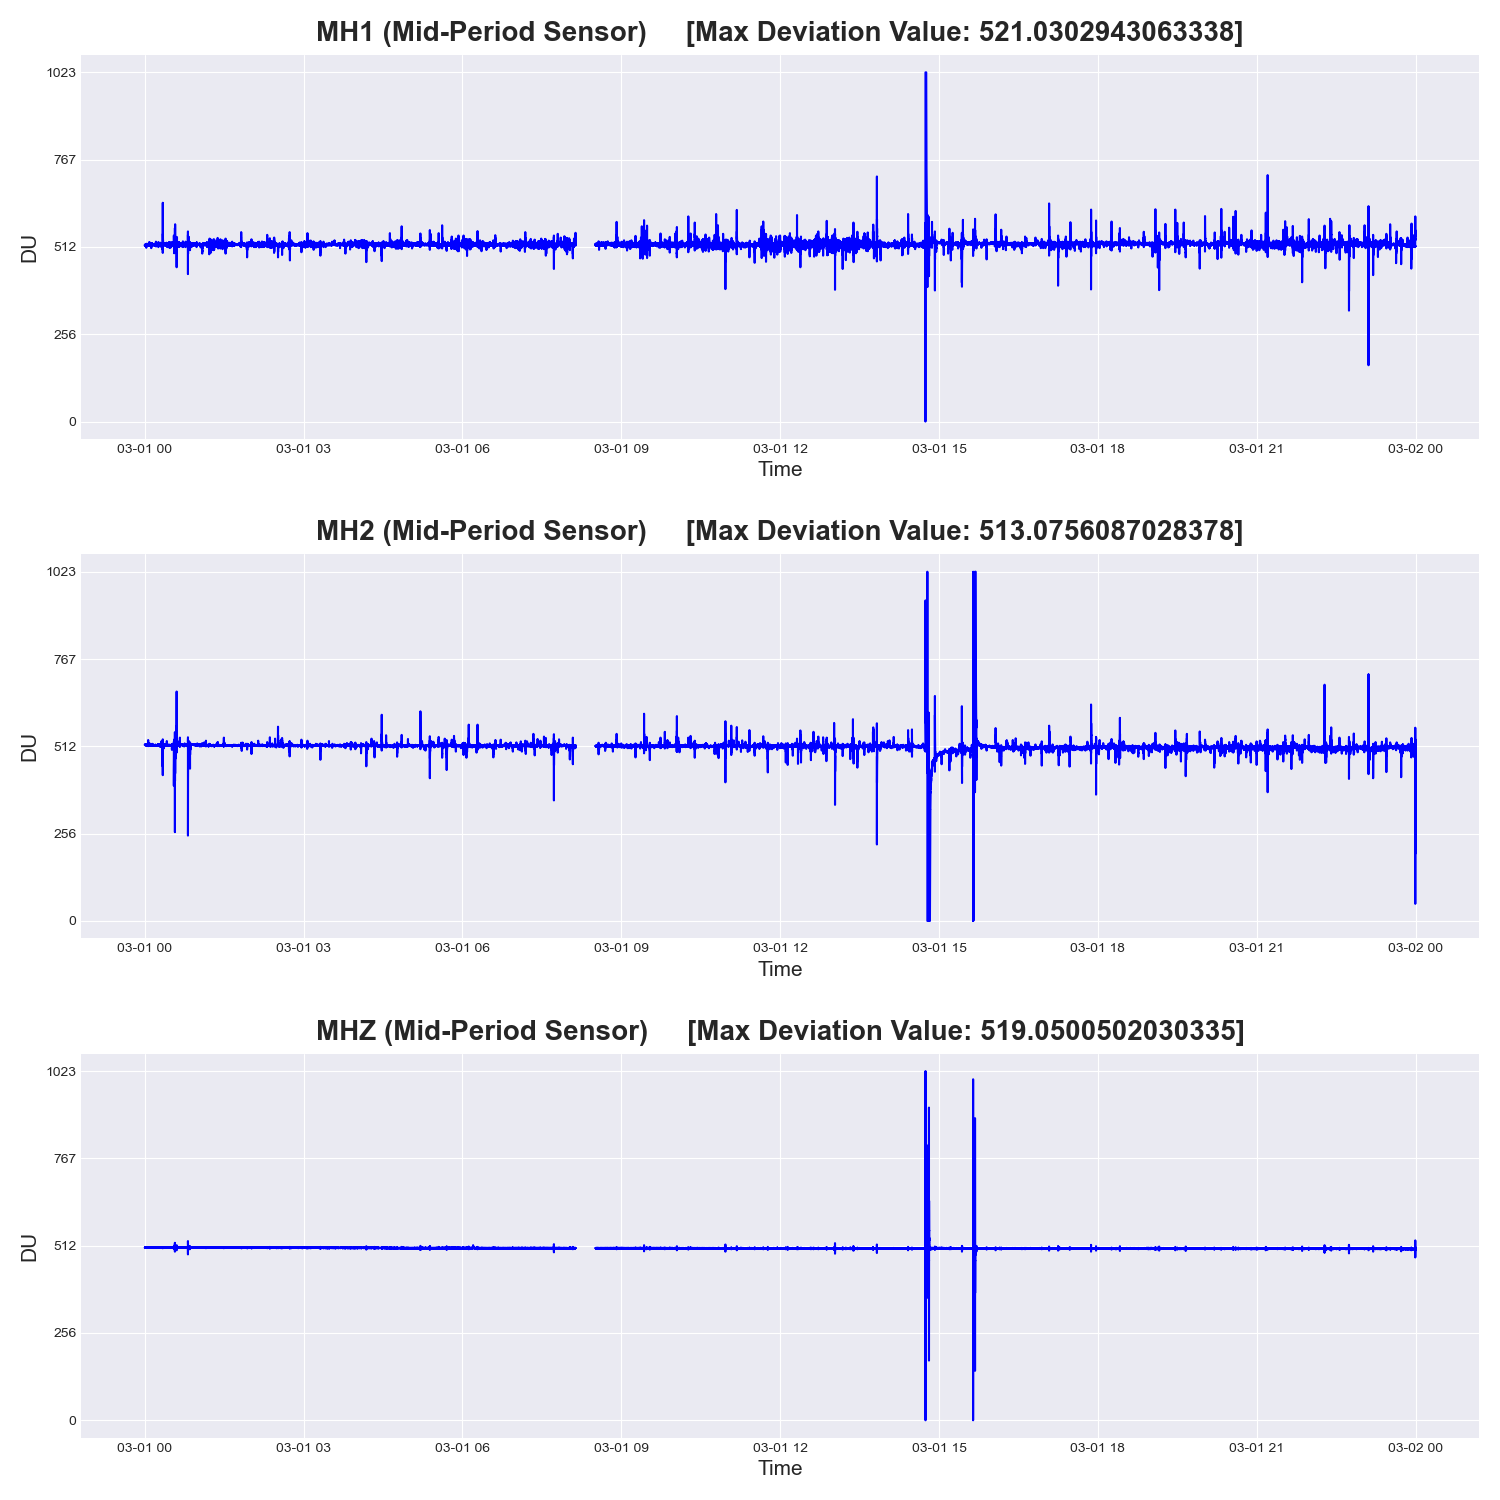 MH1 (Mid-Period Sensor) [Max Deviation Value: 521.0302943063338]
1023
767
512
256
0
DU
03-01 00 03-01 03 03-01 06 03-01 09 03-01 12 03-01 15 03-01 18 03-01 21 03-02 00
Time
MH2 (Mid-Period Sensor) [Max Deviation Value: 513.0756087028378]
1023
767
512
256
0
DU
03-01 00 03-01 03 03-01 06 03-01 09 03-01 12 03-01 15 03-01 18 03-01 21 03-02 00
Time
MHZ (Mid-Period Sensor) [Max Deviation Value: 519.0500502030335]
1023
767
512
256
0
DU
03-01 00 03-01 03 03-01 06 03-01 09 03-01 12 03-01 15 03-01 18 03-01 21 03-02 00
Time